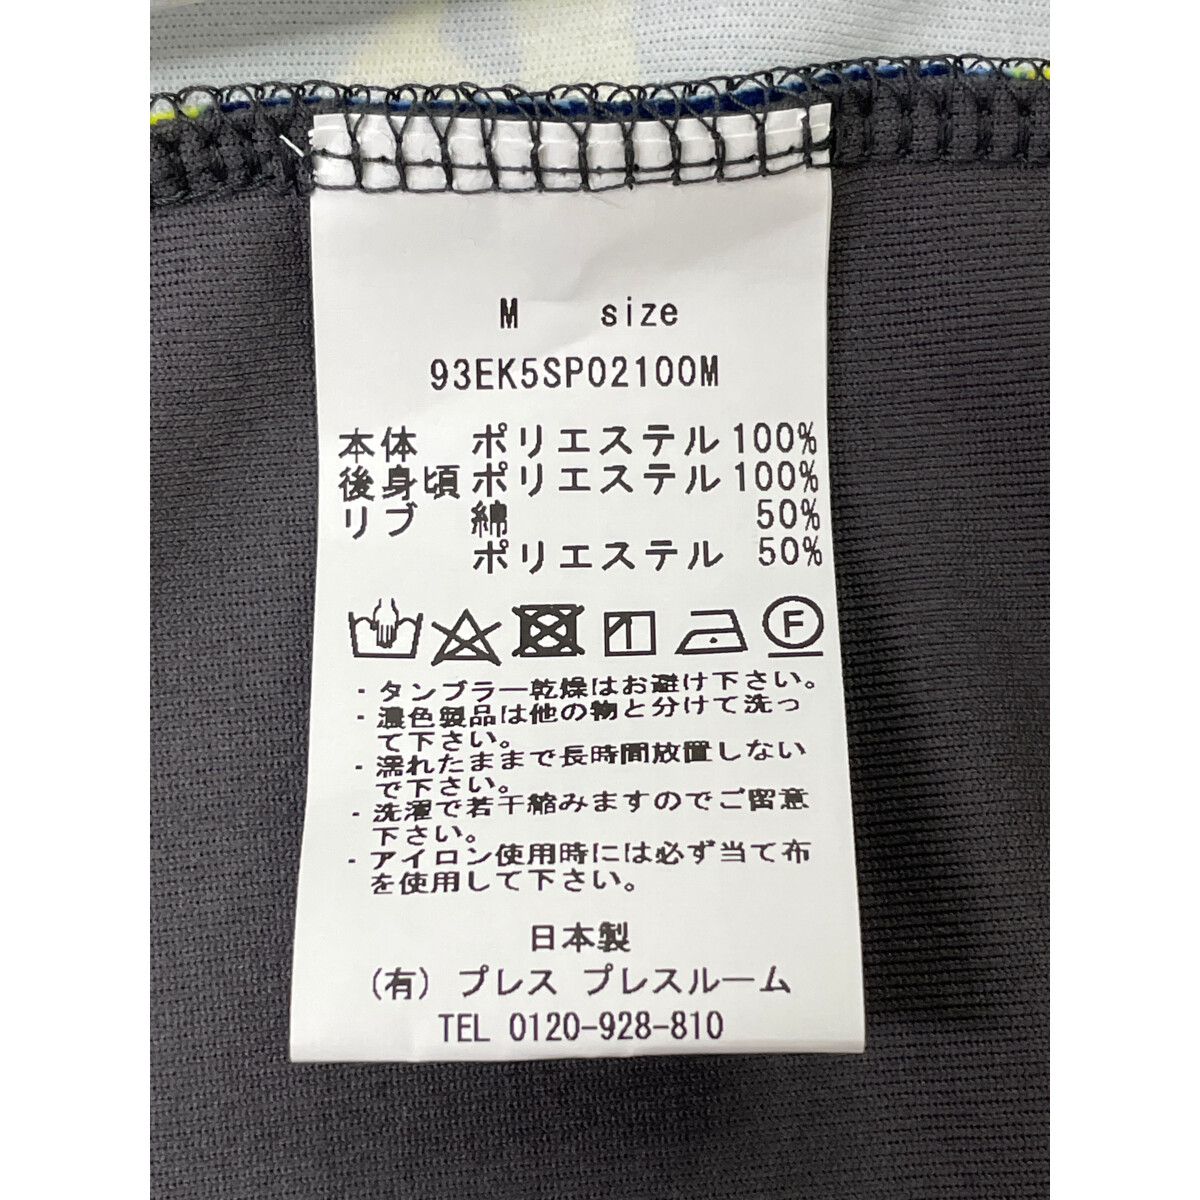 M size
93EK5SP02100M
本体 ポリエステル 100%
後身頃 ポリエステル 100%
リブ 綿 50%
ポリエステル 50%
F
・タンブラー乾燥はお避け下さい。
・濃色製品は他の物と分けて洗っ
て下さい。
・濡れたままで長時間放置しない
で下さい。
・洗濯で若干縮みますのでご留意
下さい。
・アイロン使用時には必ず当て布
を使用して下さい。
日本製
(有) プレス プレスルーム
TEL 0120-928-810